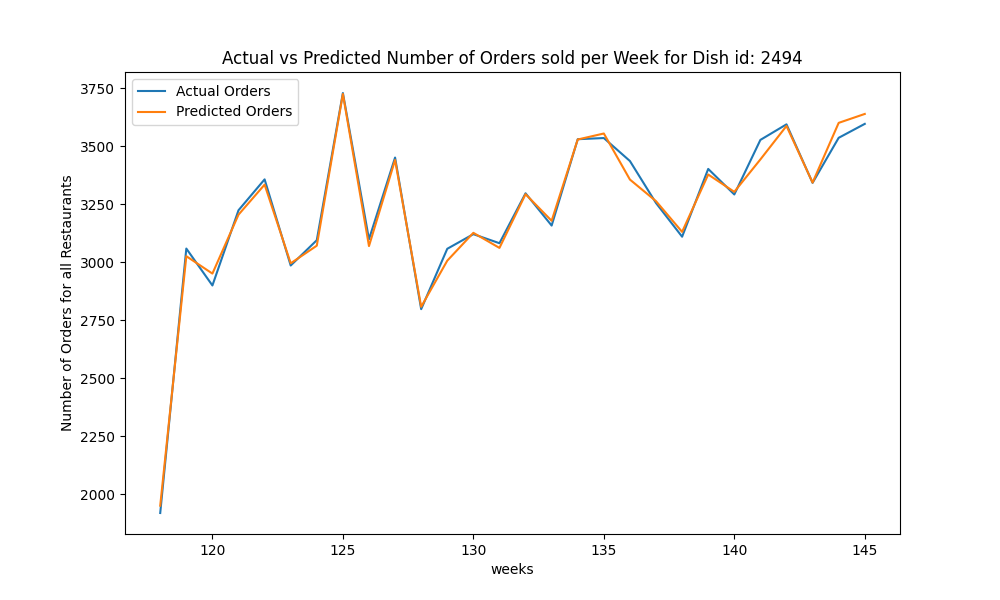 Actual vs Predicted Number of Orders sold per Week for Dish id: 2494
Actual Orders
Predicted Orders
Number of Orders for all Restaurants
3750
3500
3250
3000
2750
2500
2250
2000
120 125 130 135 140 145
weeks